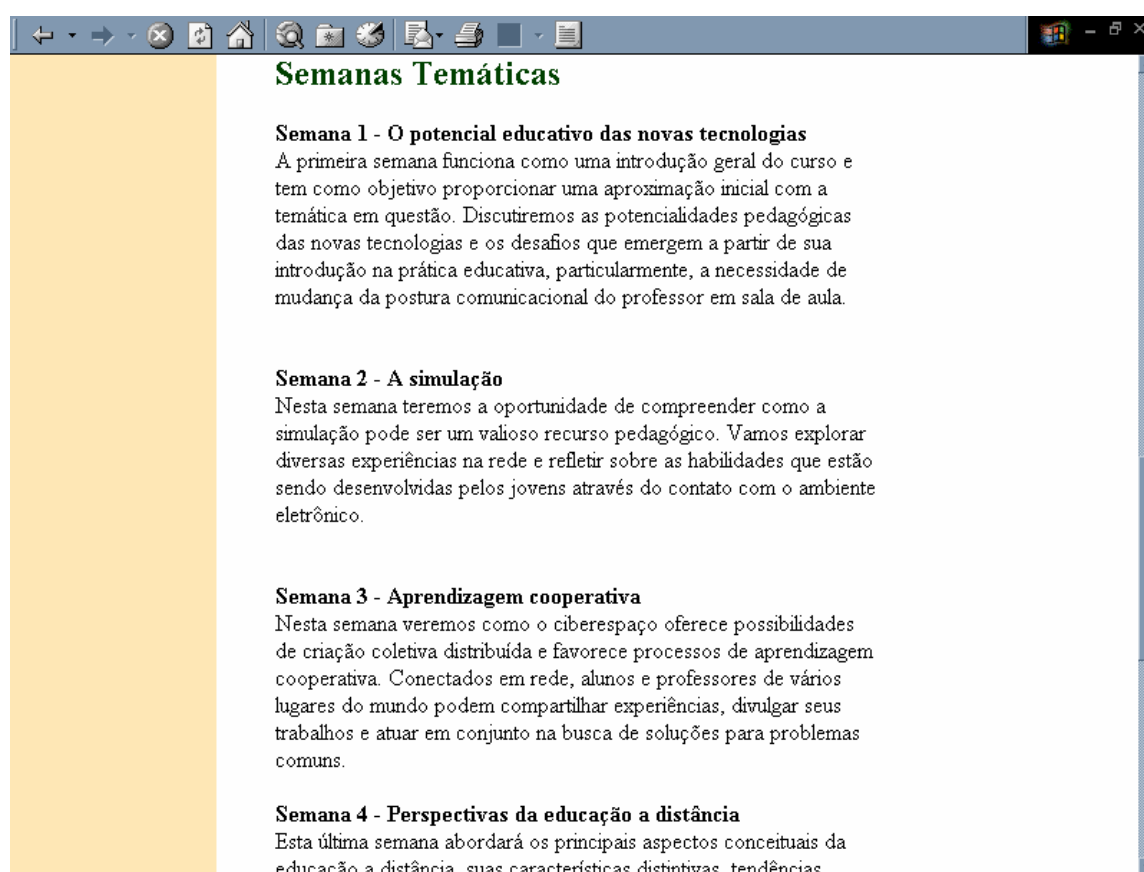 Semanas Temáticas
Semana 1 - O potencial educativo das novas tecnologias
A primeira semana funciona como uma introdução geral do curso e
tem como objetivo proporcionar uma aproximação inicial com a
temática em questão. Discutiremos as potencialidades pedagógicas
das novas tecnologias e os desafios que emergem a partir de sua
introdução na prática educativa, particularmente, a necessidade de
mudança da postura comunicacional do professor em sala de aula.
Semana 2 - A simulação
Nesta semana teremos a oportunidade de compreender como a
simulação pode ser um valioso recurso pedagógico. Vamos explorar
diversas experiências na rede e refletir sobre as habilidades que estão
sendo desenvolvidas pelos jovens através do contato com o ambiente
eletrônico.
Semana 3 - Aprendizagem cooperativa
Nesta semana veremos como o ciberespaço oferece possibilidades
de criação coletiva distribuída e favorece processos de aprendizagem
cooperativa. Conectados em rede, alunos e professores de vários
lugares do mundo podem compartilhar experiências, divulgar seus
trabalhos e atuar em conjunto na busca de soluções para problemas
comuns.
Semana 4 - Perspectivas da educação a distância
Esta última semana abordará os principais aspectos conceituais da
educação a distância, suas características distintivas, tendências